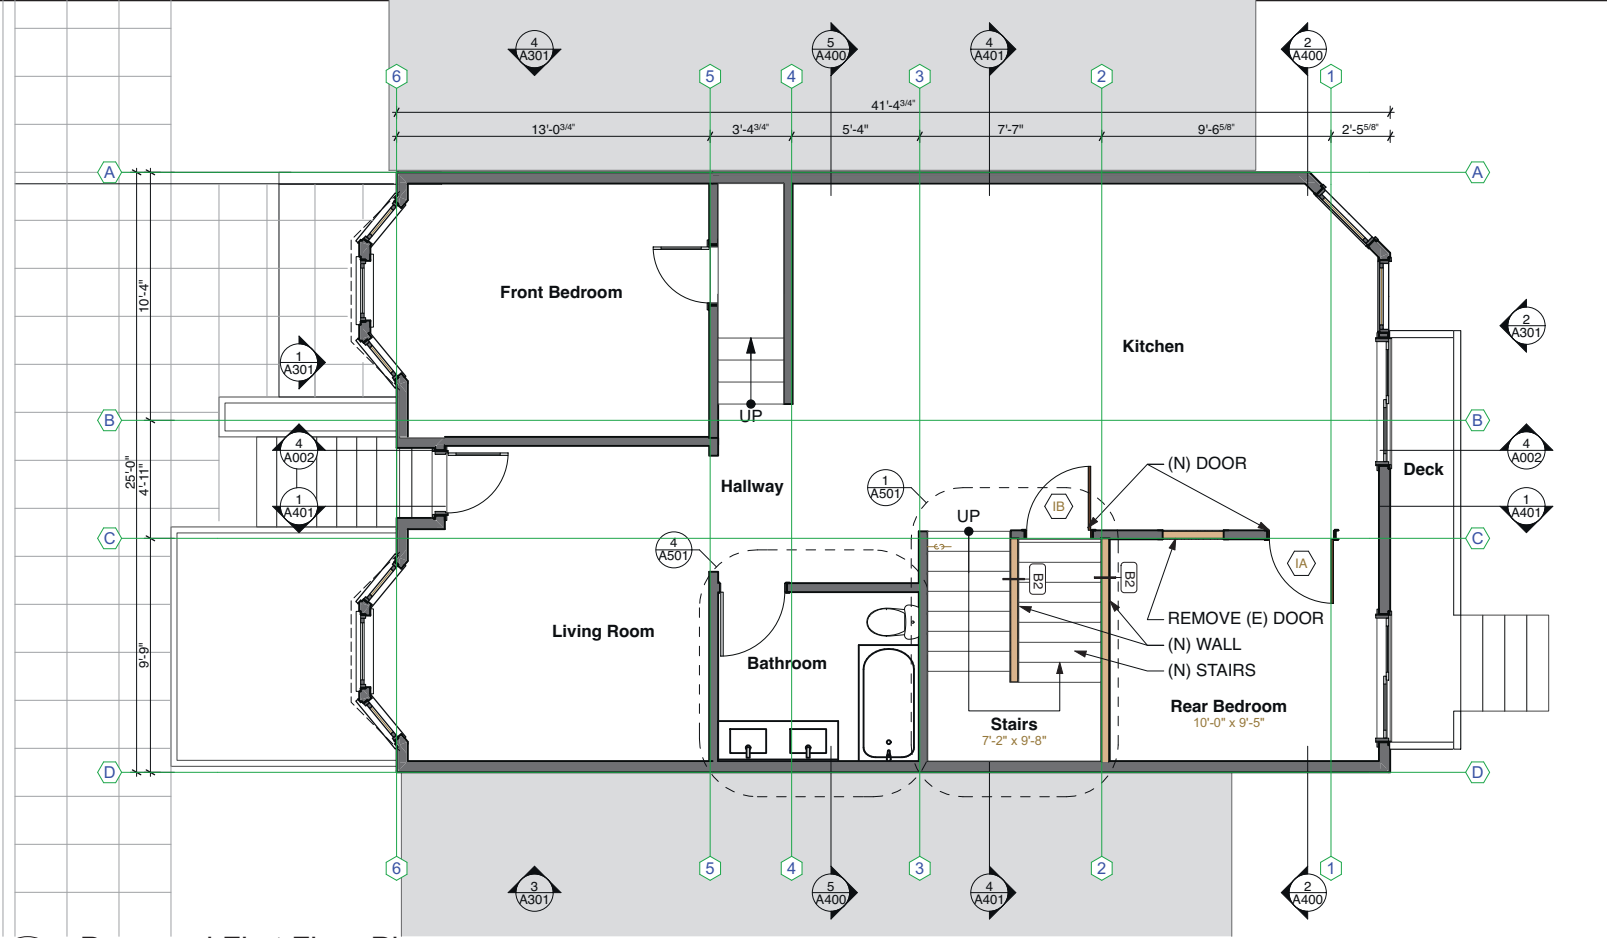 4
A301
5
A400
4
A401
2
A400
6
5
4
3
2
1
41'-4 3/4"
13'-0 3/4"
3'-4 3/4"
5'-4"
7'-7"
9'-6 5/8"
2'-5 5/8"
A
A
10'-4"
Front Bedroom
2
A301
Kitchen
1
A301
UP
B
B
4
A002
25'-0"
4'-11"
(N) DOOR
Deck
4
A002
Hallway
1
A501
1
A401
IB
UP
1
A401
C
C
4
A501
IA
B2
B2
REMOVE (E) DOOR
Living Room
(N) WALL
9'-9"
Bathroom
(N) STAIRS
Rear Bedroom
10'-0" x 9'-5"
Stairs
7'-2" x 9'-8"
D
D
6
5
4
3
2
1
3
A301
5
A400
4
A401
2
A400